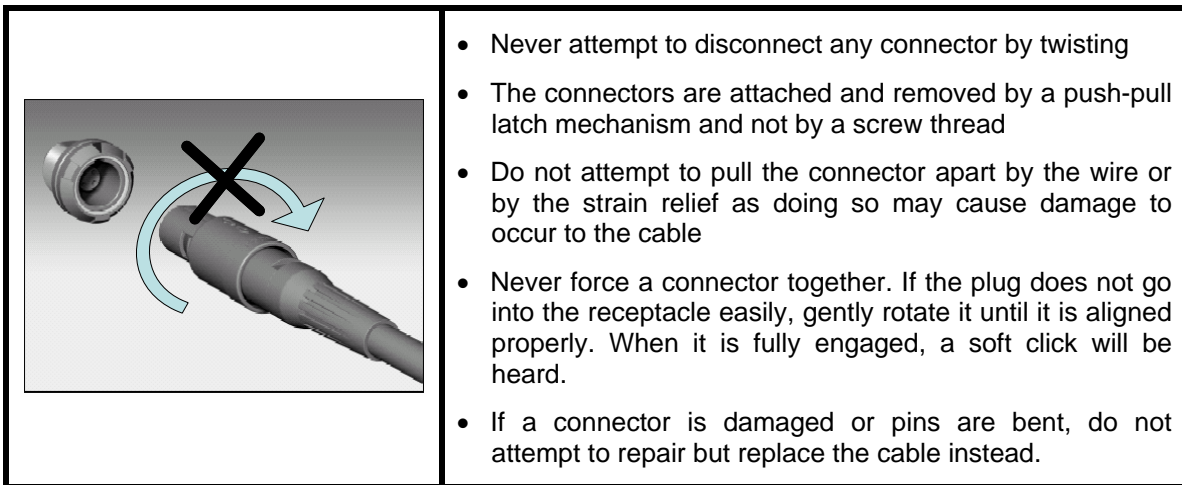 • Never attempt to disconnect any connector by twisting
• The connectors are attached and removed by a push-pull
latch mechanism and not by a screw thread
• Do not attempt to pull the connector apart by the wire or
by the strain relief as doing so may cause damage to
occur to the cable
• Never force a connector together. If the plug does not go
into the receptacle easily, gently rotate it until it is aligned
properly. When it is fully engaged, a soft click will be
heard.
• If a connector is damaged or pins are bent, do not
attempt to repair but replace the cable instead.